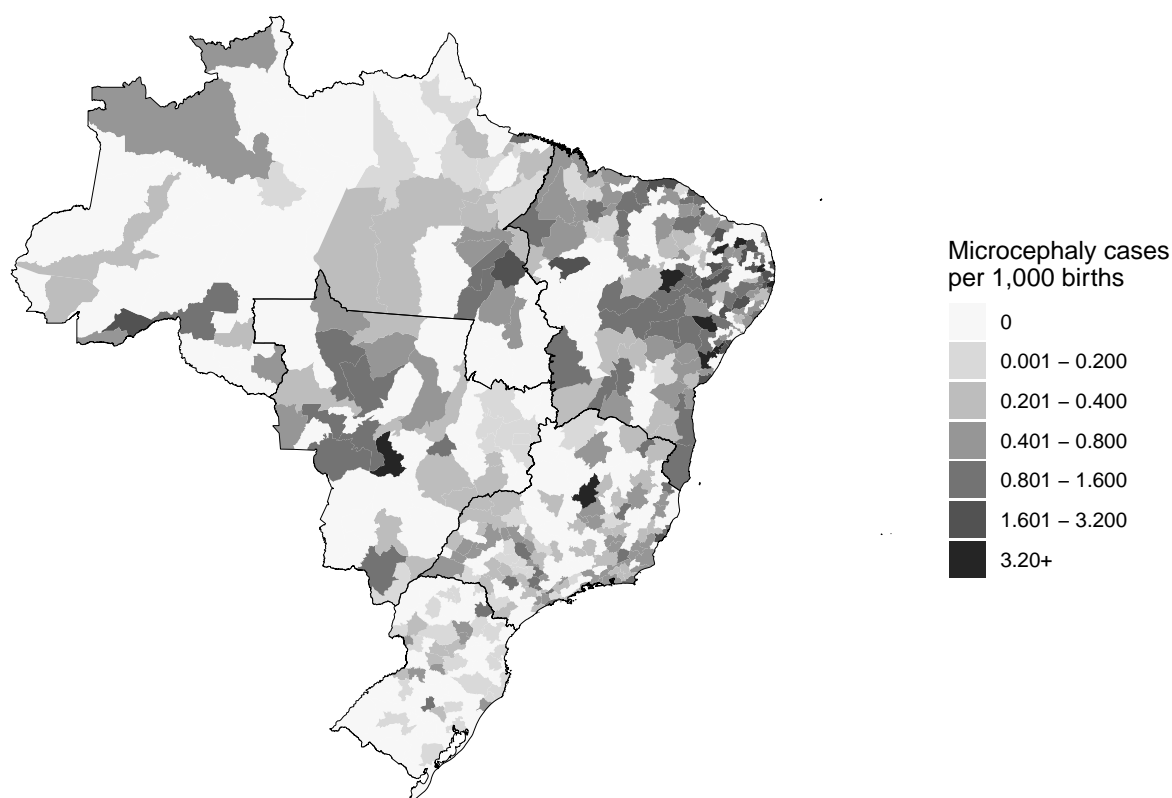 Microcephaly cases
per 1,000 births
0
0.001 − 0.200
0.201 − 0.400
0.401 − 0.800
0.801 − 1.600
1.601 − 3.200
3.20+